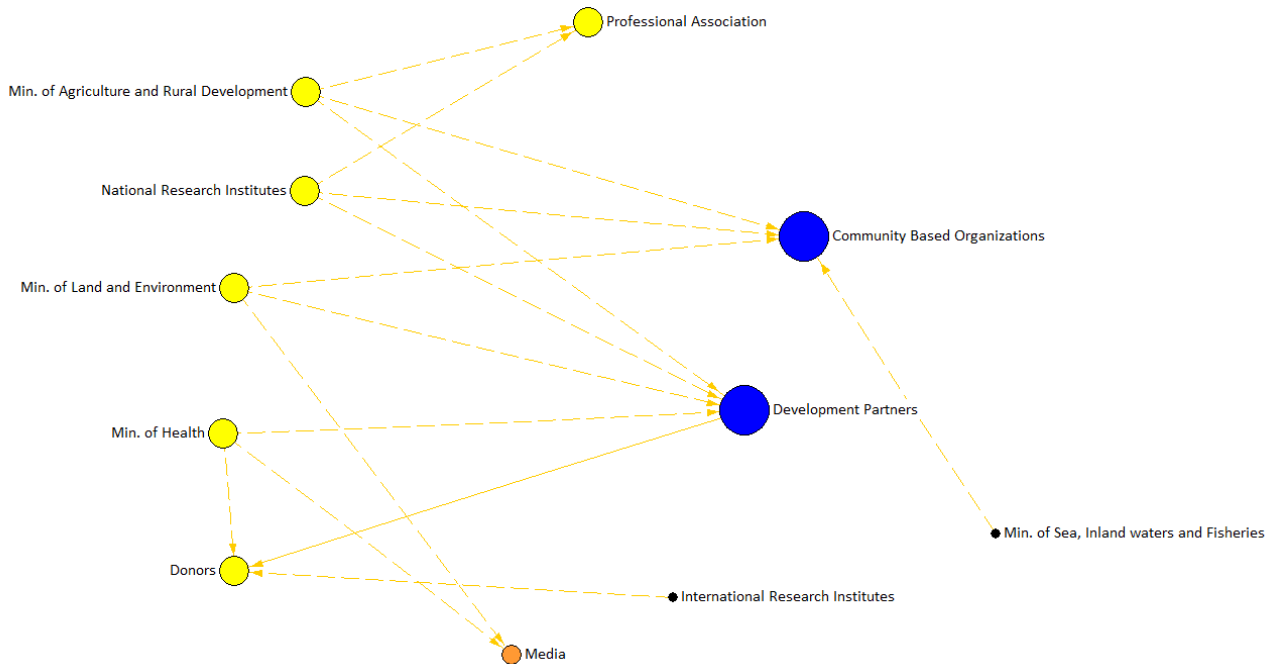 Professional Association
Min. of Agriculture and Rural Development
National Research Institutes
Community Based Organizations
Min. of Land and Environment
Development Partners
Min. of Health
Min. of Sea, Inland waters and Fisheries
Donors
International Research Institutes
Media